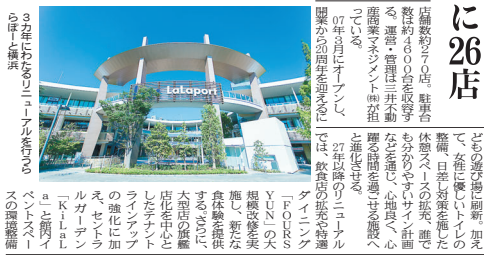 に26店
店舗数約270店。駐車台
数は約4600台を収容す
る。運営・管理は三井不動
産商業マネジメント㈱が担
っている。
07年3月にオープンし、
開業から20周年を迎えるに
LaLaport
3カ年にわたるリニューアルを行うら
らぽーと横浜
どもの遊び場に刷新。加え
て、女性に優しいトイレの
整備、日差し対策を施した
休憩スペースの拡充、誰で
も分かりやすいサイン計画
などを通じ、心地良く、心
躍る時間を過ごせる施設へ
と進化させる。
27年以降のリニューアル
では、飲食店の拡充や特選
ダイニング
「FOURS
YUN」の大
規模改修を実
施し、新たな
食体験を提供
する。さらに、
大型店の旗艦
店化を中心と
したテナント
ラインアップ
の強化に加
え、セントラ
ルガーデン
「KiLaL
a」と館内イ
ベントスペー
スの環境整備